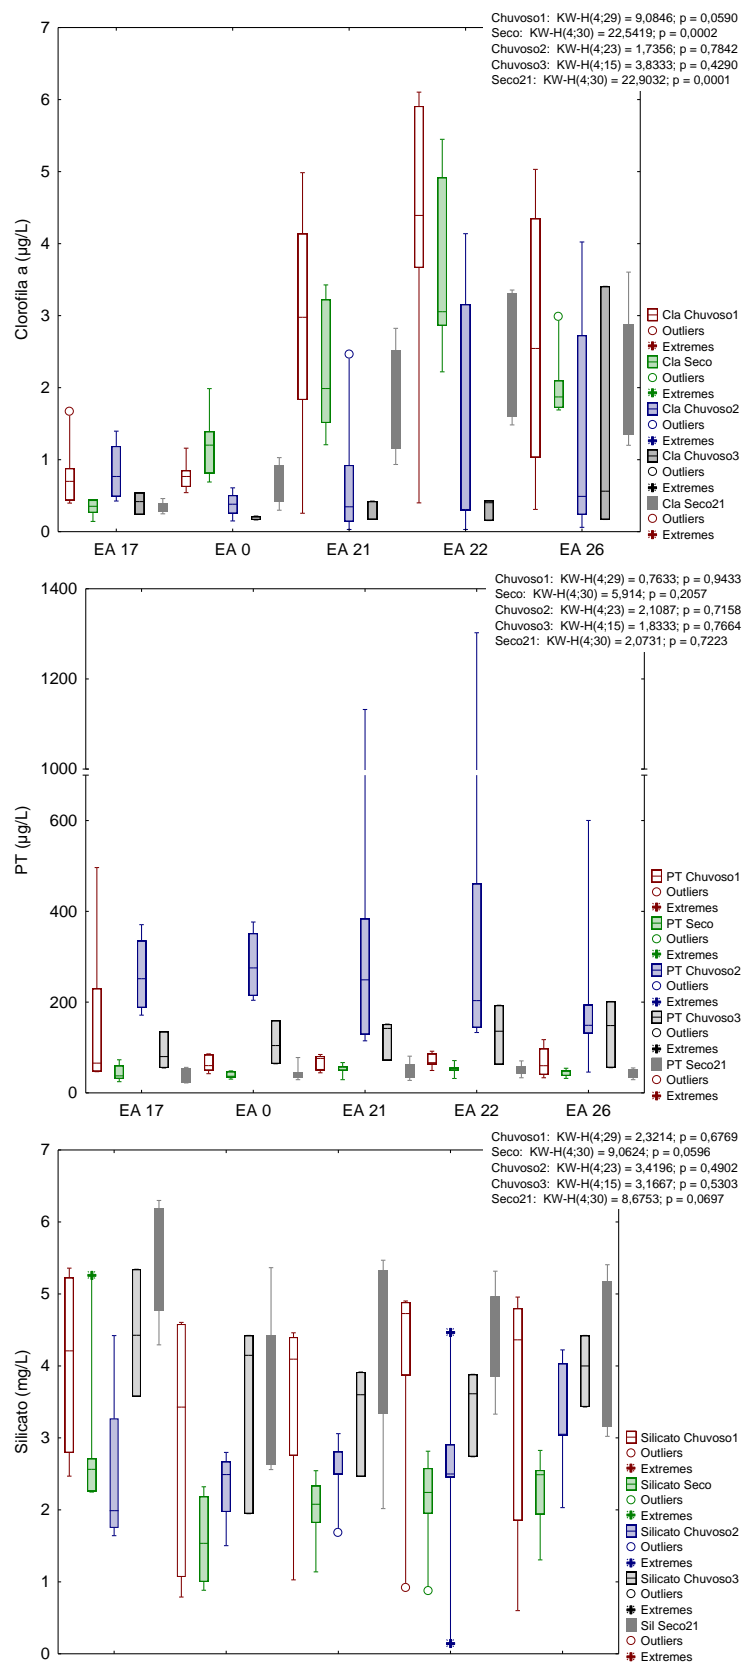 Chuvoso1: KW-H(4;29) = 9,0846; p = 0,0590
Seco: KW-H(4;30) = 22,5419; p = 0,0002
Chuvoso2: KW-H(4;23) = 1,7356; p = 0,7842
Chuvoso3: KW-H(4;15) = 3,8333; p = 0,4290
Seco21: KW-H(4;30) = 22,9032; p = 0,0001
7
6
5
4
3
2
1
0
Clorofila a (µg/L)
EA 17
EA 0
EA 21
EA 22
EA 26
Cla Chuvoso1
Outliers
Extremes
Cla Seco
Outliers
Extremes
Cla Chuvoso2
Outliers
Extremes
Cla Chuvoso3
Outliers
Extremes
Cla Seco21
Outliers
Extremes
Chuvoso1: KW-H(4;29) = 0,7633; p = 0,9433
Seco: KW-H(4;30) = 5,914; p = 0,2057
Chuvoso2: KW-H(4;23) = 2,1087; p = 0,7158
Chuvoso3: KW-H(4;15) = 1,8333; p = 0,7664
Seco21: KW-H(4;30) = 2,0731; p = 0,7223
1400
1200
1000
600
400
200
0
PT (µg/L)
EA 17
EA 0
EA 21
EA 22
EA 26
PT Chuvoso1
Outliers
Extremes
PT Seco
Outliers
Extremes
PT Chuvoso2
Outliers
Extremes
PT Chuvoso3
Outliers
Extremes
PT Seco21
Outliers
Extremes
Chuvoso1: KW-H(4;29) = 2,3214; p = 0,6769
Seco: KW-H(4;30) = 9,0624; p = 0,0596
Chuvoso2: KW-H(4;23) = 3,4196; p = 0,4902
Chuvoso3: KW-H(4;15) = 3,1667; p = 0,5303
Seco21: KW-H(4;30) = 8,6753; p = 0,0697
7
6
5
4
3
2
1
0
Silicato (mg/L)
Silicato Chuvoso1
Outliers
Extremes
Silicato Seco
Outliers
Extremes
Silicato Chuvoso2
Outliers
Extremes
Silicato Chuvoso3
Outliers
Extremes
Sil Seco21
Outliers
Extremes